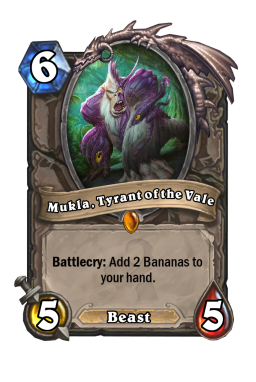 6
Mukla, Tyrant of the Vale
Battlecry: Add 2 Bananas to
your hand.
5 Beast 5